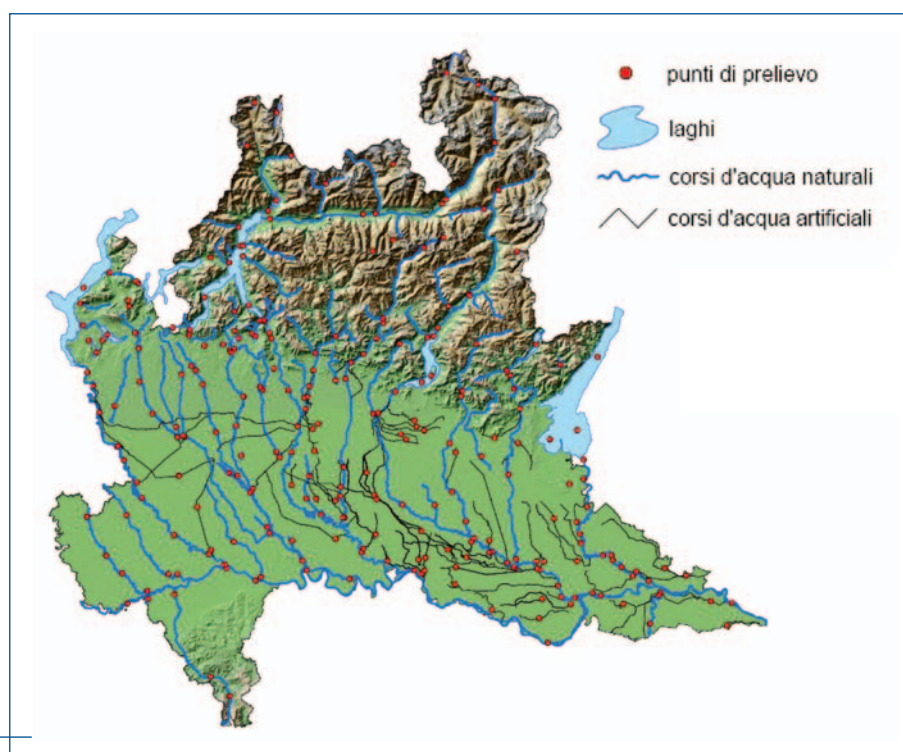 punti di prelievo
laghi
corsi d'acqua naturali
corsi d'acqua artificiali